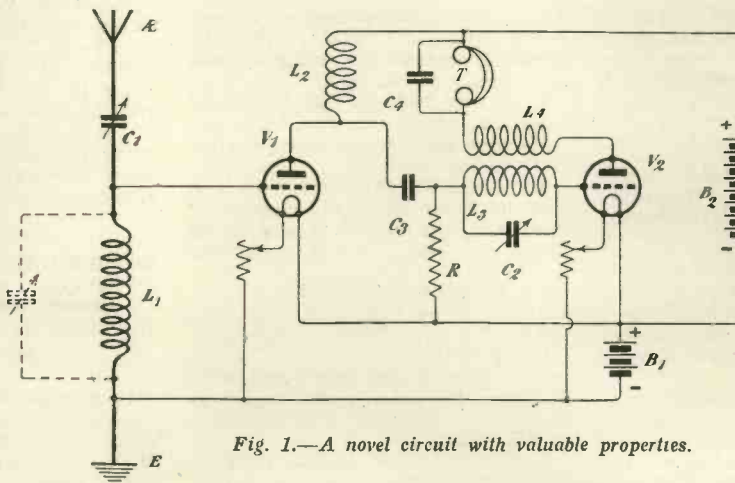 Æ
L2
C4
T
L4
C1
V1
V2
+
B2
-
C3
L3
C2
R
L1
+
B1
-
E
Fig. 1.—A novel circuit with valuable properties.